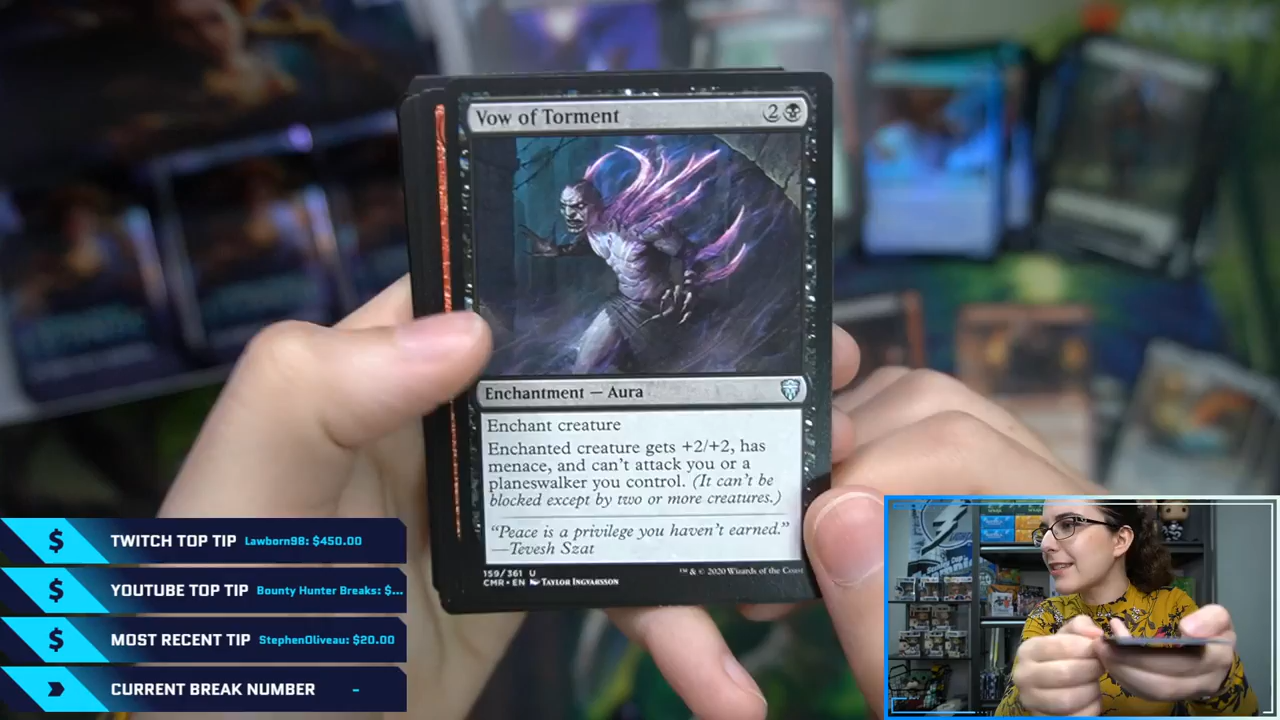 MAGIC
Vow of Torment 2
Enchantment — Aura
Enchant creature
Enchanted creature gets +2/+2, has
menace, and can't attack you or a
planeswalker you control. (It can't be
blocked except by two or more creatures.)
“Peace is a privilege you haven't earned.”
—Tevesh Szat
159/361 U
CMR • EN Taylor Ingvarsson
™ & © 2020 Wizards of the Coast
$ TWITCH TOP TIP Lawborn98: $450.00
$ YOUTUBE TOP TIP Bounty Hunter Breaks: $...
$ MOST RECENT TIP StephenOliveau: $20.00
CURRENT BREAK NUMBER -